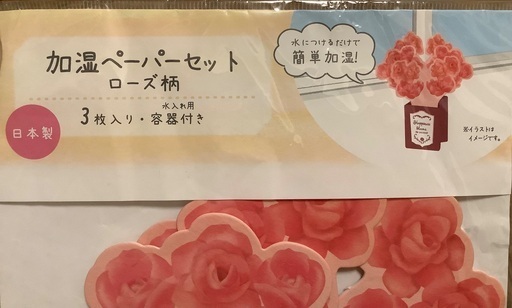 加湿ペーパーセット
ローズ柄
水入れ用
3枚入り・容器付き
日本製
水につけるだけで
簡単加湿!
※イラストは
イメージです。